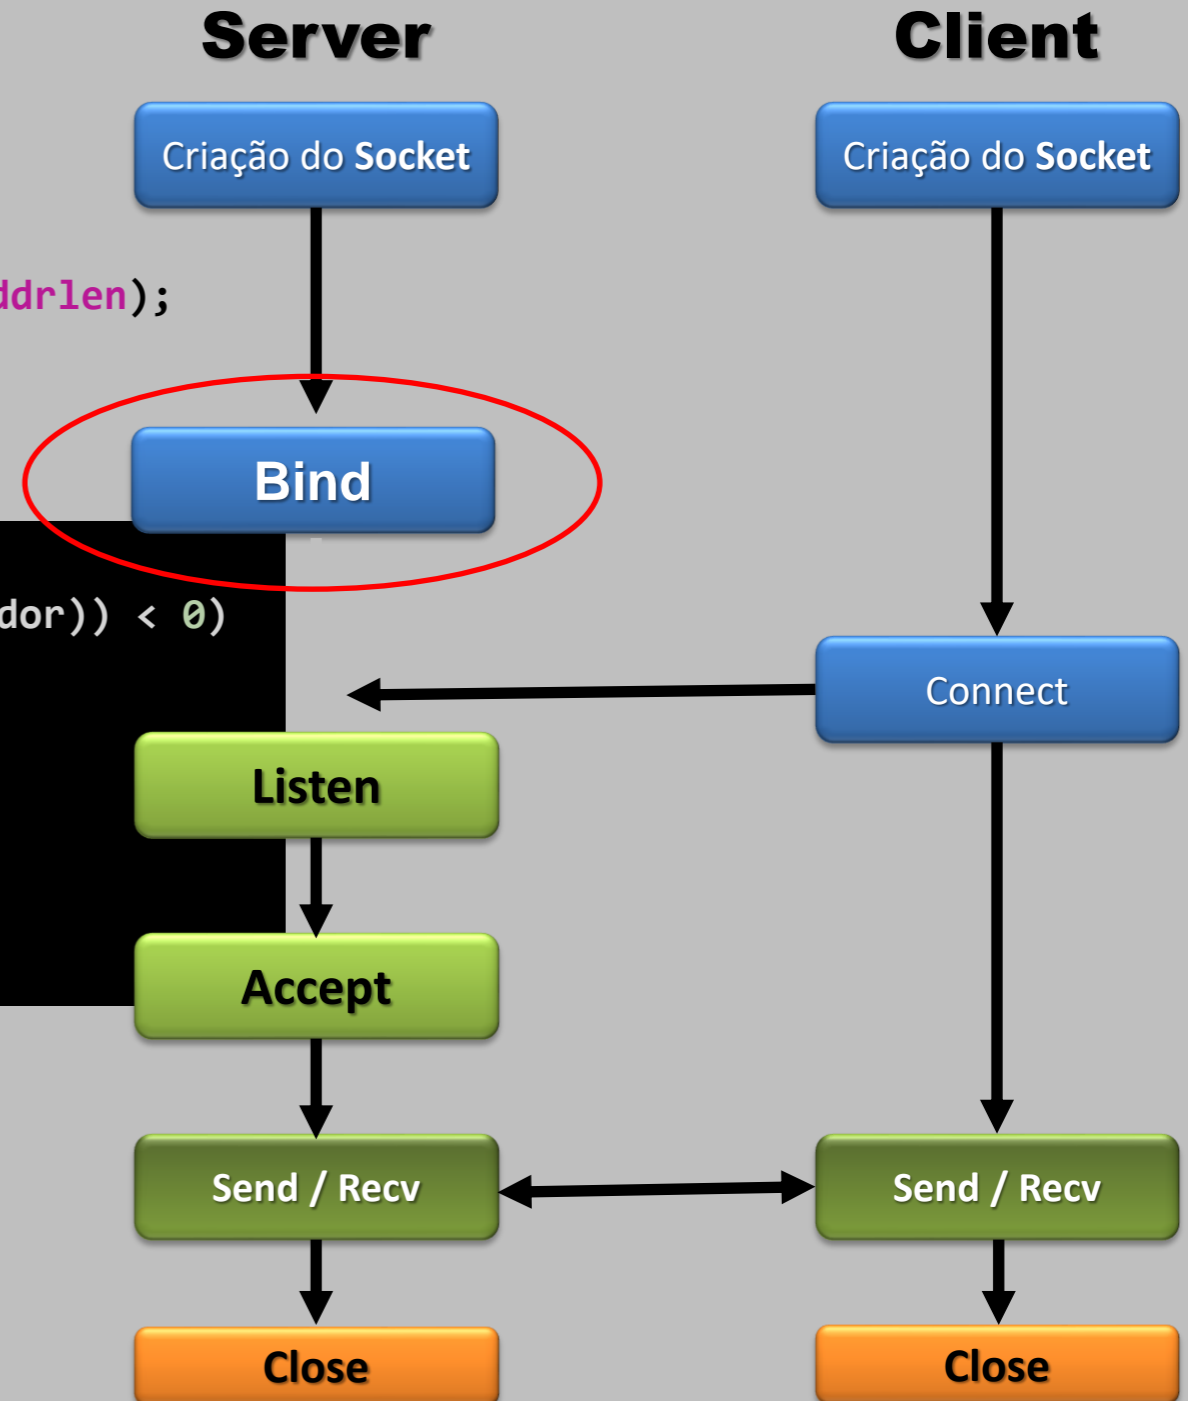 Server
Client
Criação do Socket
Criação do Socket
ddrlen);
Bind
dor)) < 0)
Connect
Listen
Accept
Send / Recv
Send / Recv
Close
Close